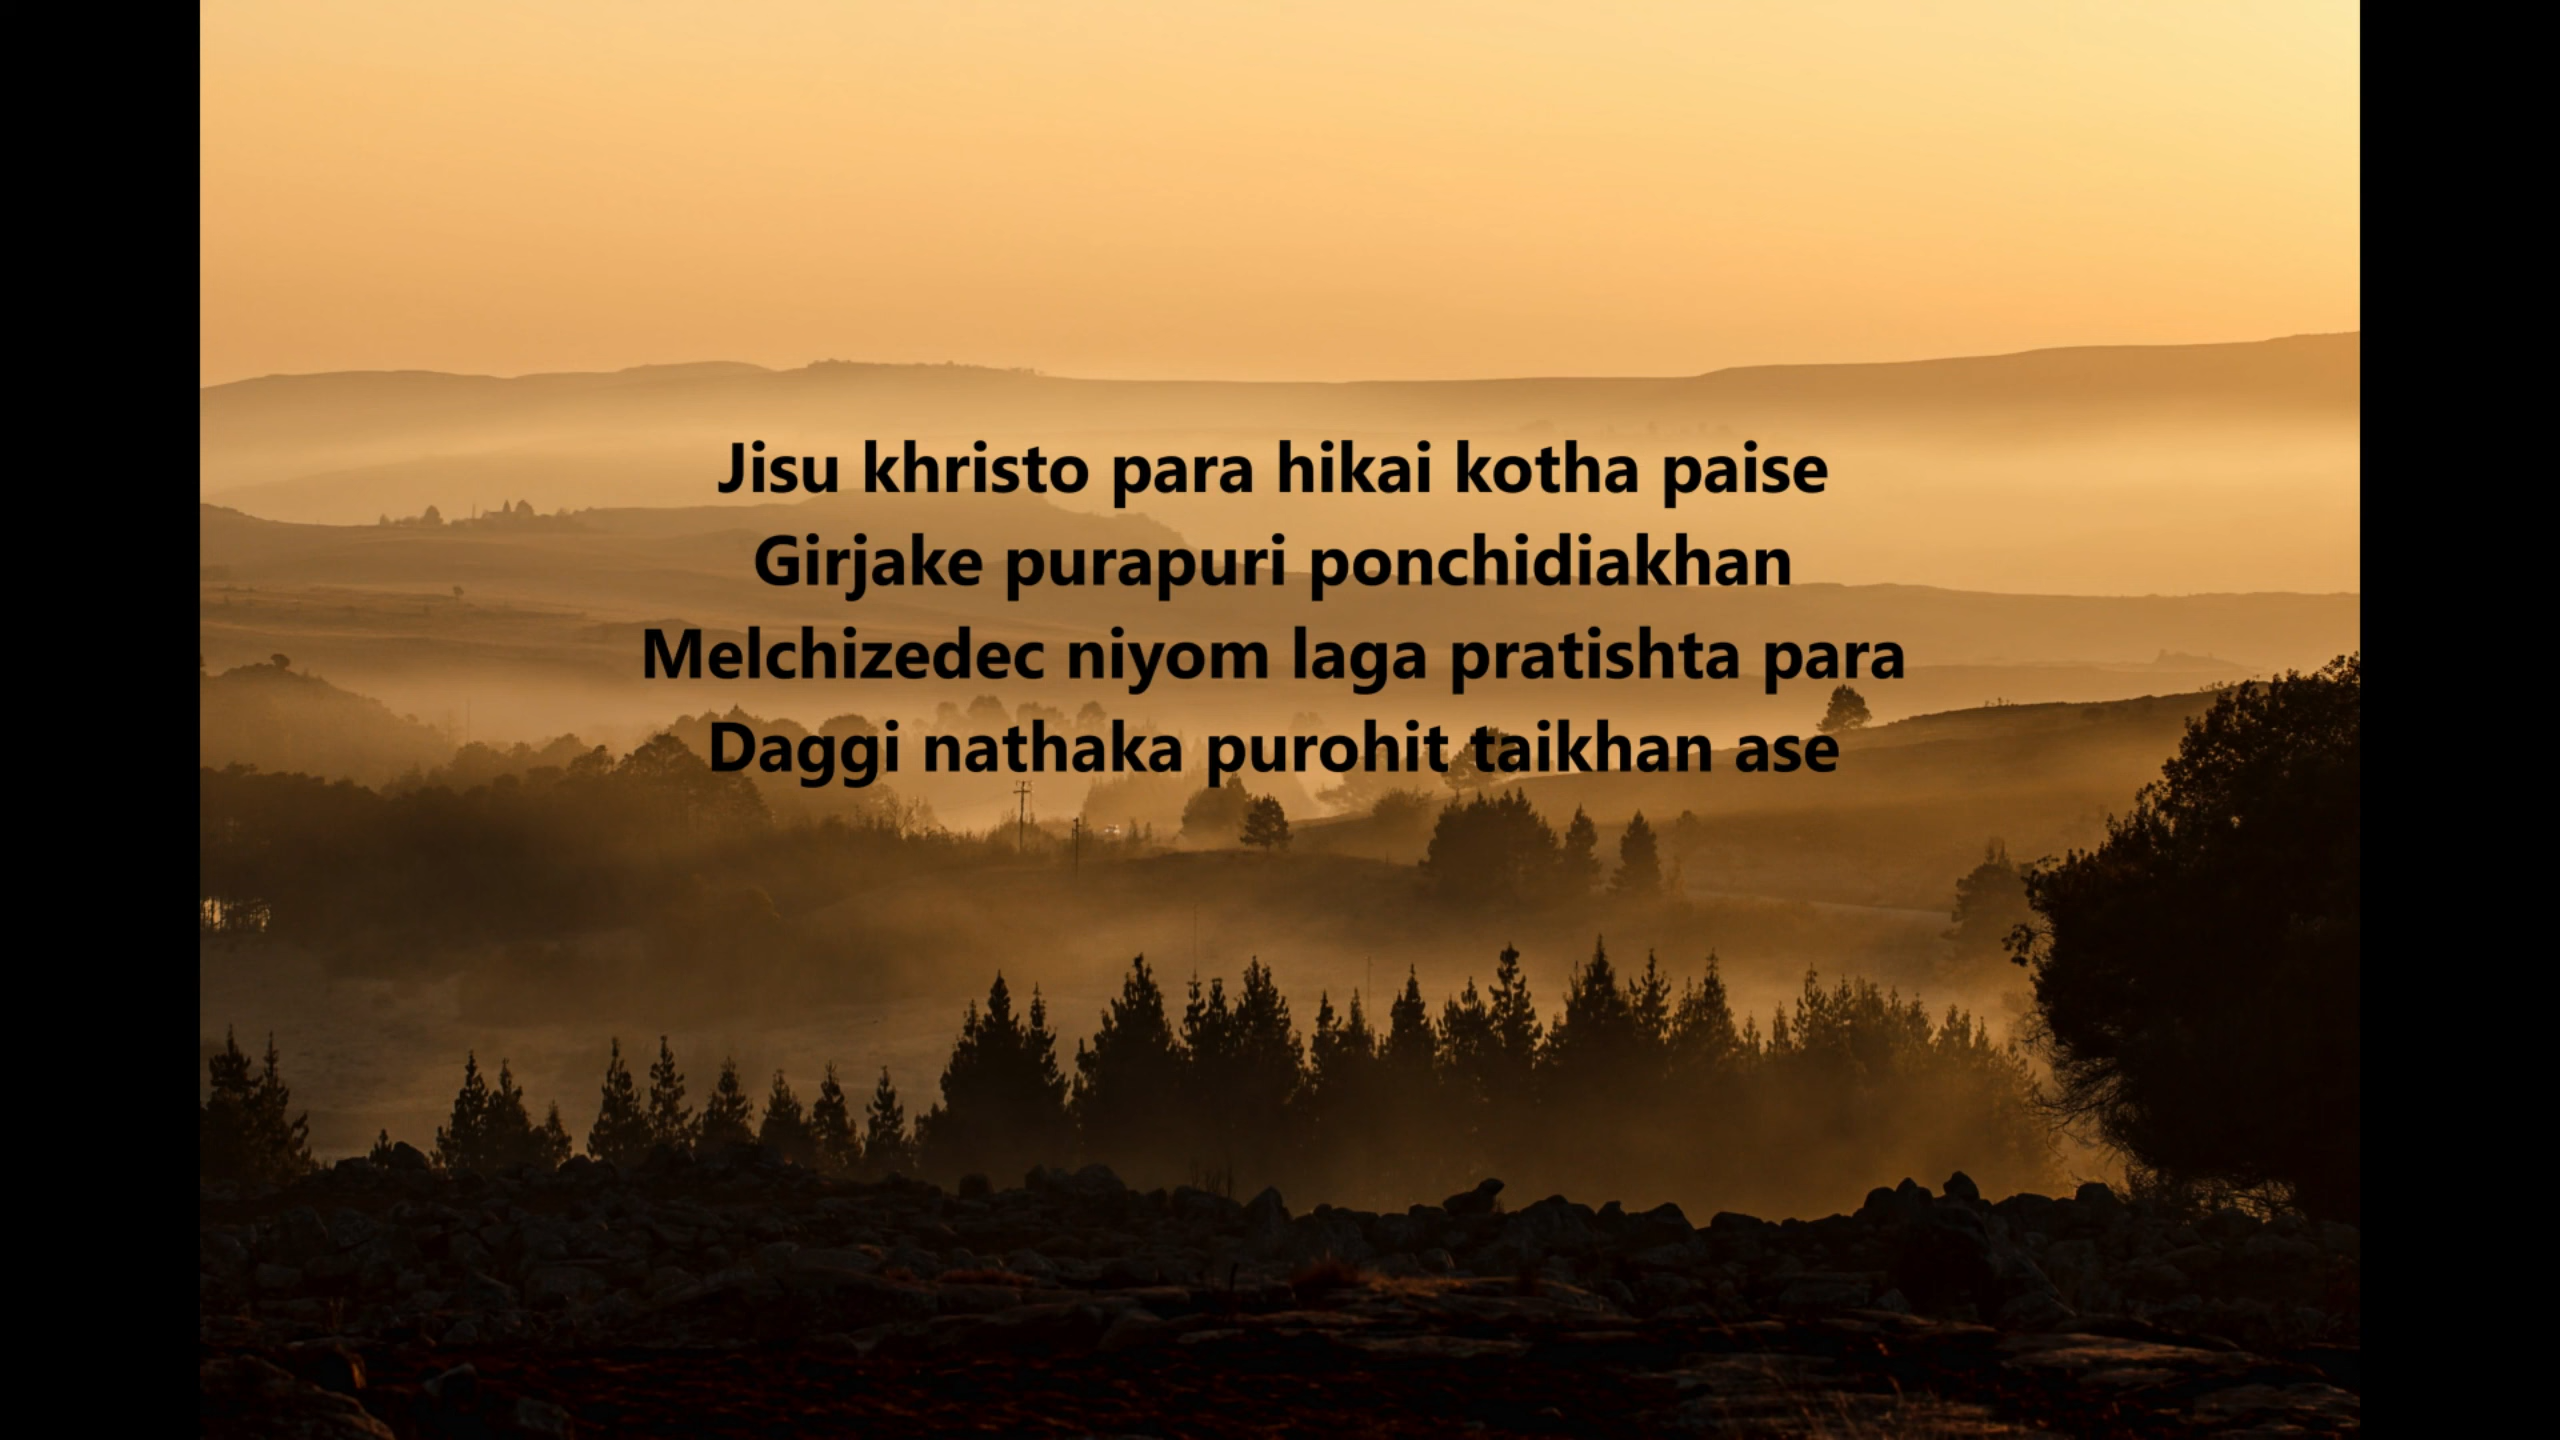 Jisu khristo para hikai kotha paise
Girjake purapuri ponchidiakhan
Melchizedec niyom laga pratishta para
Daggi nathaka purohit taikhan ase